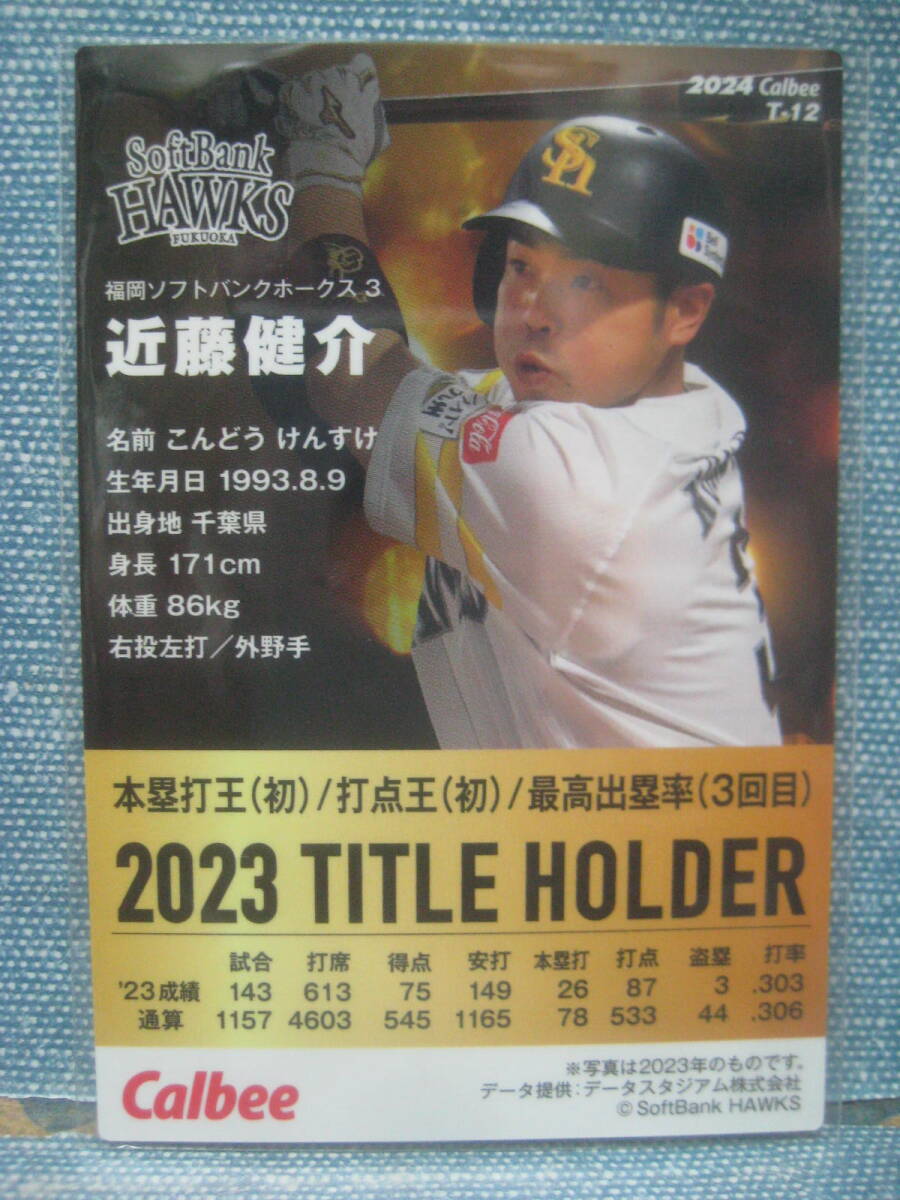 2024 Calbee
T-12
SoftBank
HAWKS
FUKUOKA
福岡ソフトバンクホークス 3
近藤健介
名前 こんどう けんすけ
生年月日 1993.8.9
出身地 千葉県
身長 171cm
体重 86kg
右投左打／外野手
本塁打王(初)/打点王(初)/最高出塁率(3回目)
2023 TITLE HOLDER
試合 打席 得点 安打 本塁打 打点 盗塁 打率
'23成績 143 613 75 149 26 87 3 .303
通算 1157 4603 545 1165 78 533 44 .306
Calbee
※写真は2023年のものです。
データ提供：データスタジアム株式会社
© SoftBank HAWKS